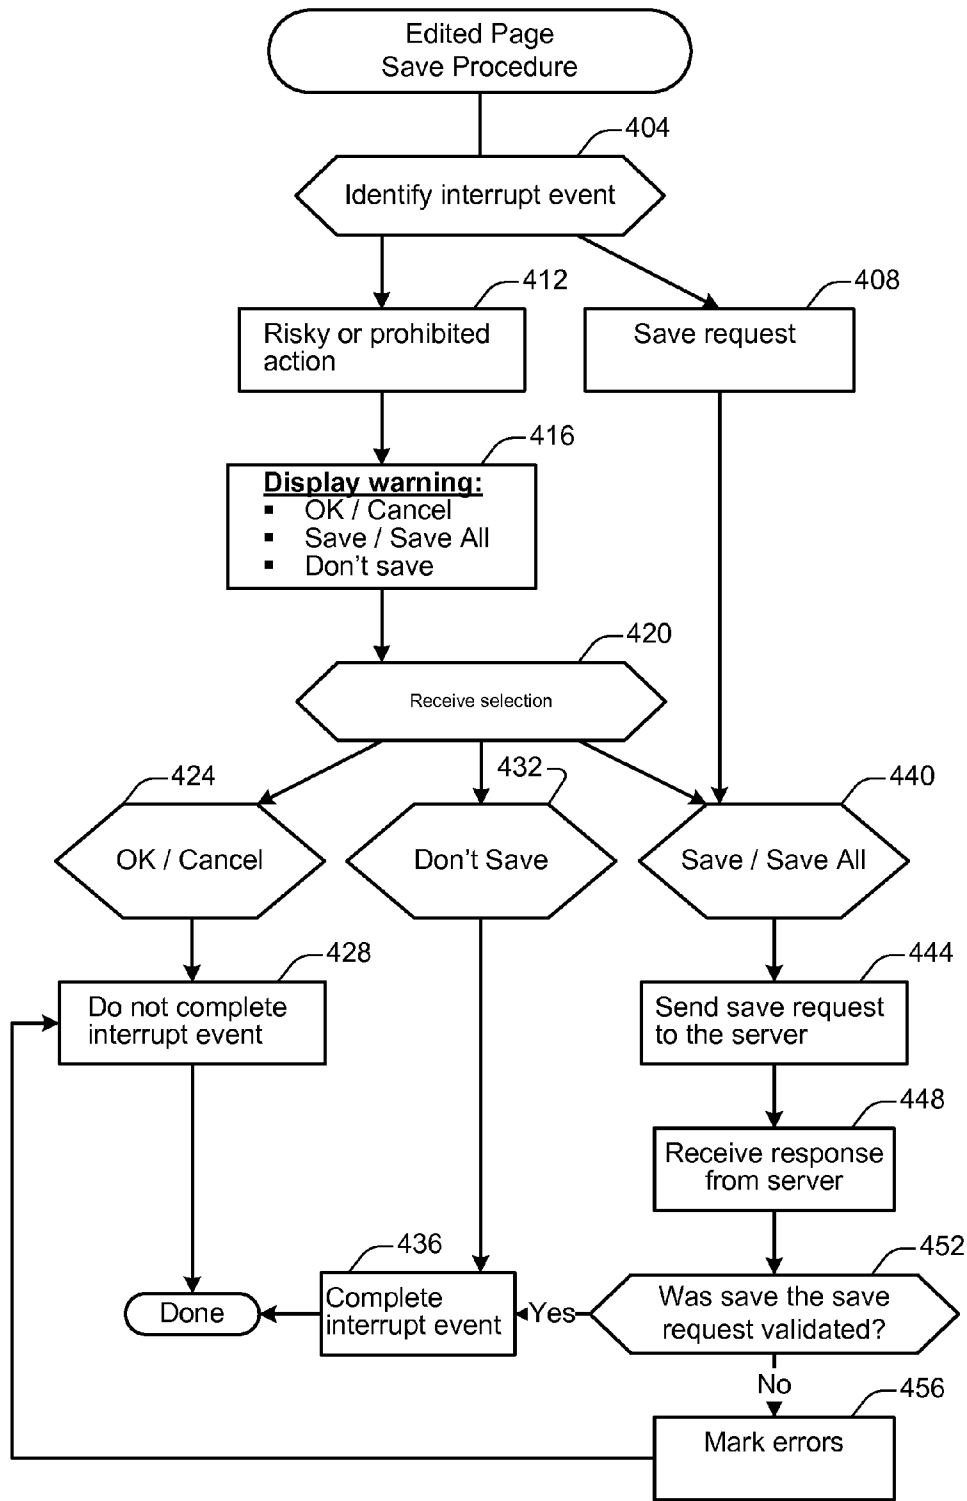 Edited Page
Save Procedure
404
Identify interrupt event
412
408
Risky or prohibited
action
Save request
416
Display warning:
▪ OK / Cancel
▪ Save / Save All
▪ Don't save
420
Receive selection
424
432
440
OK / Cancel
Don't Save
Save / Save All
428
444
Do not complete
interrupt event
Send save request
to the server
448
Receive response
from server
436
452
Done
Complete
interrupt event
Yes
Was save the save
request validated?
No
456
Mark errors